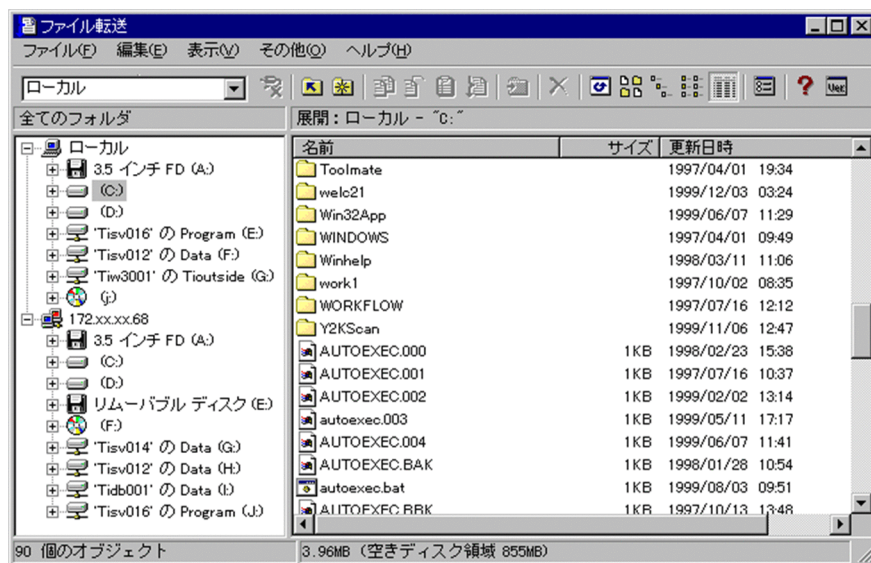 ファイル転送
ファイル(F) 編集(E) 表示(V) その他(O) ヘルプ(H)
ローカル
Ver.
全てのフォルダ
展開:ローカル - "C:"
ローカル
3.5 インチ FD (A:)
(C:)
(D:)
'Tisv016' の Program (E:)
'Tisv012' の Data (F:)
'Tiw3001' の Tioutside (G:)
(j:)
172.xx.xx.68
3.5 インチ FD (A:)
(C:)
(D:)
リムーバブル ディスク (E:)
(F:)
'Tisv014' の Data (G:)
'Tisv012' の Data (H:)
'Tidb001' の Data (I:)
'Tisv016' の Program (J:)
名前 サイズ 更新日時
Toolmate 1997/04/01 19:34
welc21 1999/12/03 03:24
Win32App 1999/06/07 11:29
WINDOWS 1997/04/01 09:49
Winhelp 1998/03/11 11:06
work1 1997/10/02 08:35
WORKFLOW 1997/07/16 12:12
Y2KScan 1999/11/06 12:47
AUTOEXEC.000 1KB 1998/02/23 15:38
AUTOEXEC.001 1KB 1997/07/16 10:37
AUTOEXEC.002 1KB 1999/02/02 13:14
autoexec.003 1KB 1999/05/11 17:17
AUTOEXEC.004 1KB 1999/06/07 11:41
AUTOEXEC.BAK 1KB 1998/01/28 10:54
autoexec.bat 1KB 1999/08/03 09:51
AUTOEXEC.BBK 1KB 1997/10/13 13:48
90 個のオブジェクト
3.96MB (空きディスク領域 855MB)